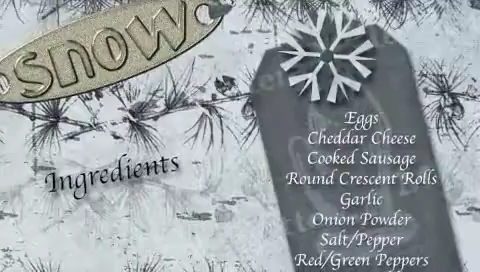 snow
Ingredients
Eggs
Cheddar Cheese
Cooked Sausage
Round Crescent Rolls
Garlic
Onion Powder
Salt/Pepper
Red/Green Peppers